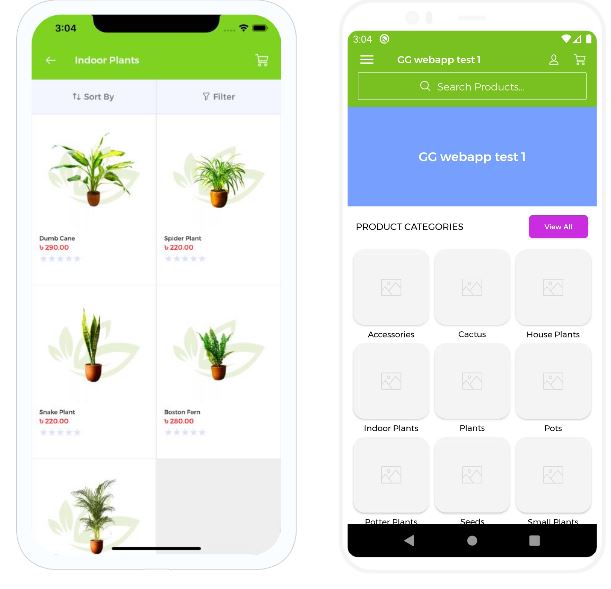 3:04
Indoor Plants
Sort By
Filter
Dumb Cane
৳ 290.00
Spider Plant
৳ 220.00
Snake Plant
৳ 220.00
Boston Fern
৳ 280.00
3:04
GG webapp test 1
Search Products...
GG webapp test 1
PRODUCT CATEGORIES
View All
Accessories
Cactus
House Plants
Indoor Plants
Plants
Pots
Potter Plants
Seeds
Small Plants